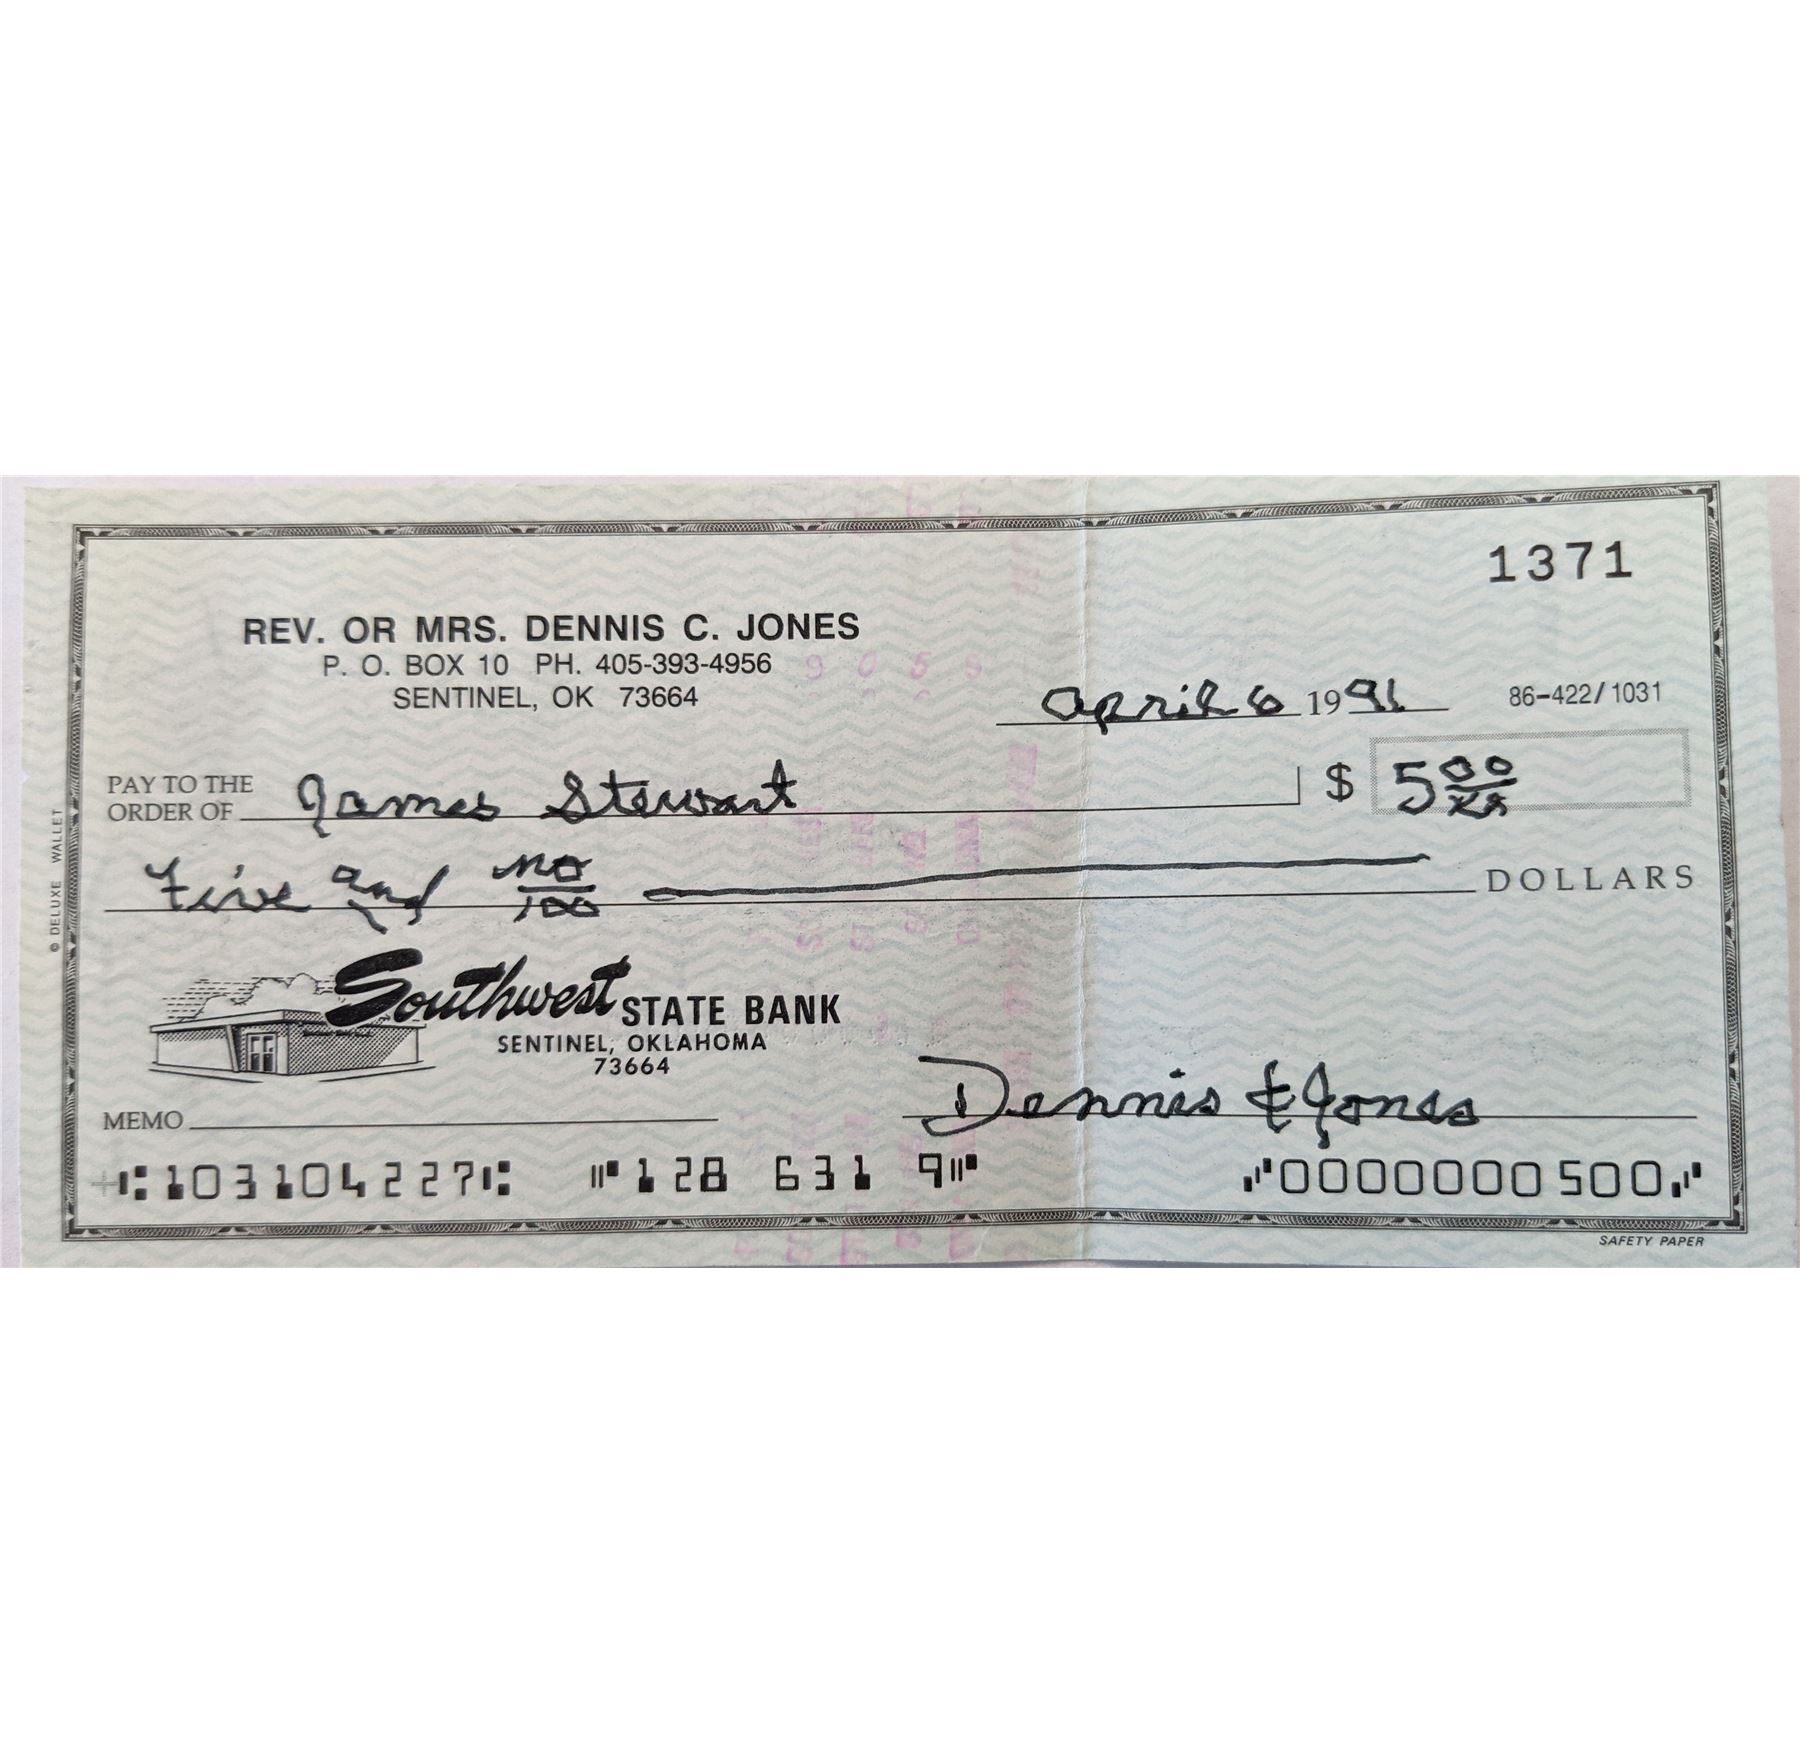 1371
REV. OR MRS. DENNIS C. JONES
P. O. BOX 10 PH. 405-393-4956
SENTINEL, OK 73664
April 6 1991 86-422/1031
PAY TO THE
ORDER OF James Stewart $ 5 00/xx
Five and no/100 DOLLARS
Southwest STATE BANK
SENTINEL, OKLAHOMA
73664
Dennis & Jones
MEMO
⑆103104227⑆ ⑈128 631 9⑈ ⑇0000000500⑇
SAFETY PAPER
© DELUXE WALLET